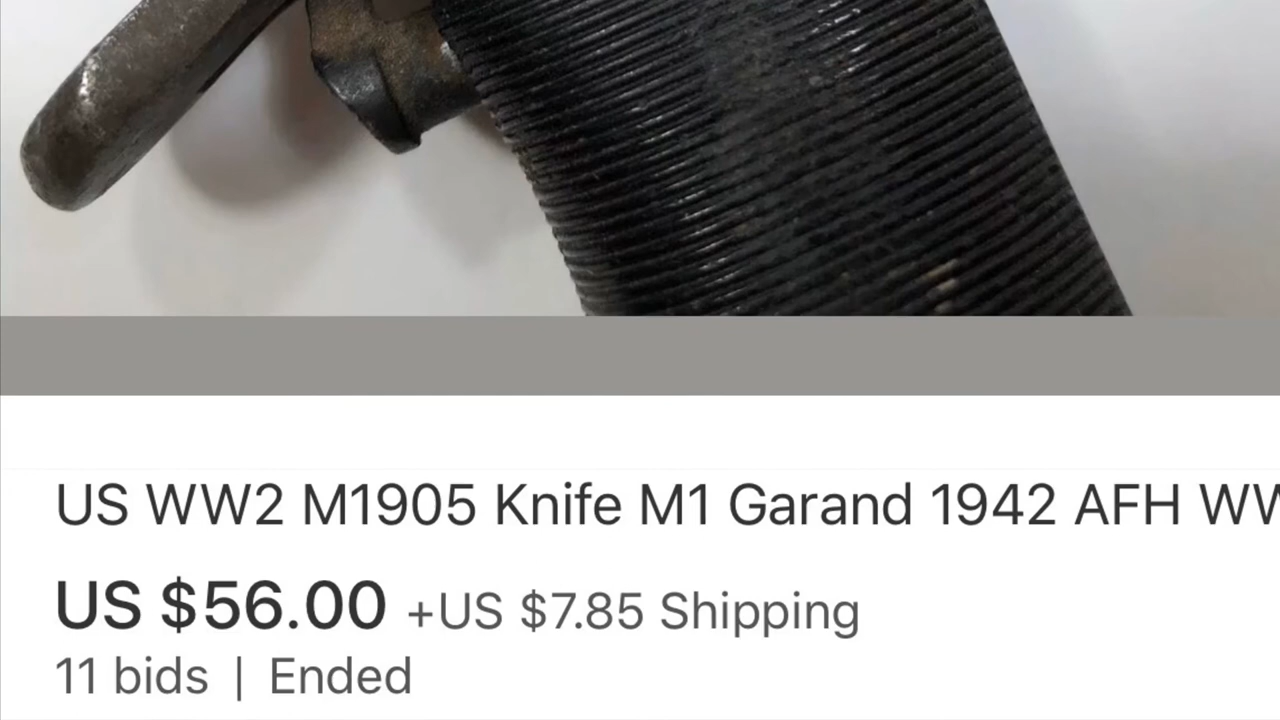 US WW2 M1905 Knife M1 Garand 1942 AFH
US $56.00 +US $7.85 Shipping
11 bids | Ended